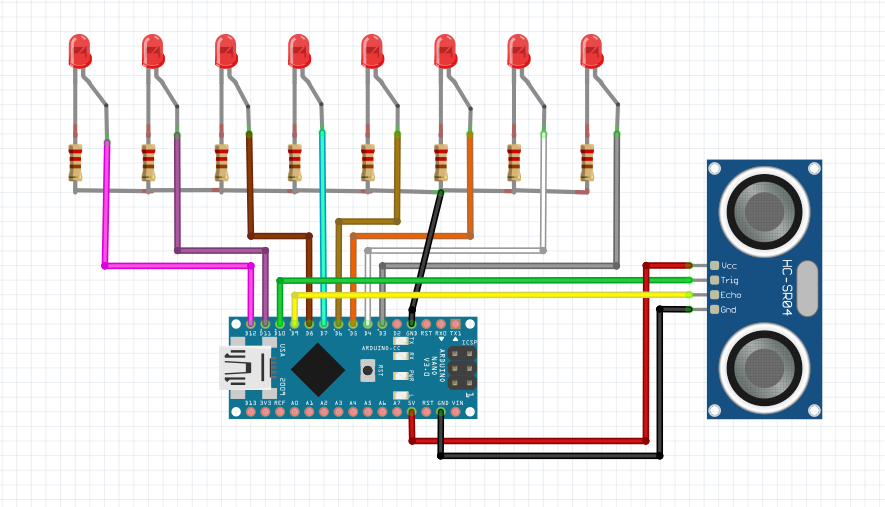 Vcc
Trig
Echo
Gnd
HC-SR04
D12 D11 D10 D9 D8 D7 D6 D5 D4 D3 D2 GND RST RX0 TX1
USA
2009
ARDUINO.CC
RST
TX
RX
PWR
L
ARDUINO
NANO
V3.0
ICSP
1
D13 3V3 REF A0 A1 A2 A3 A4 A5 A6 A7 5V RST GND VIN